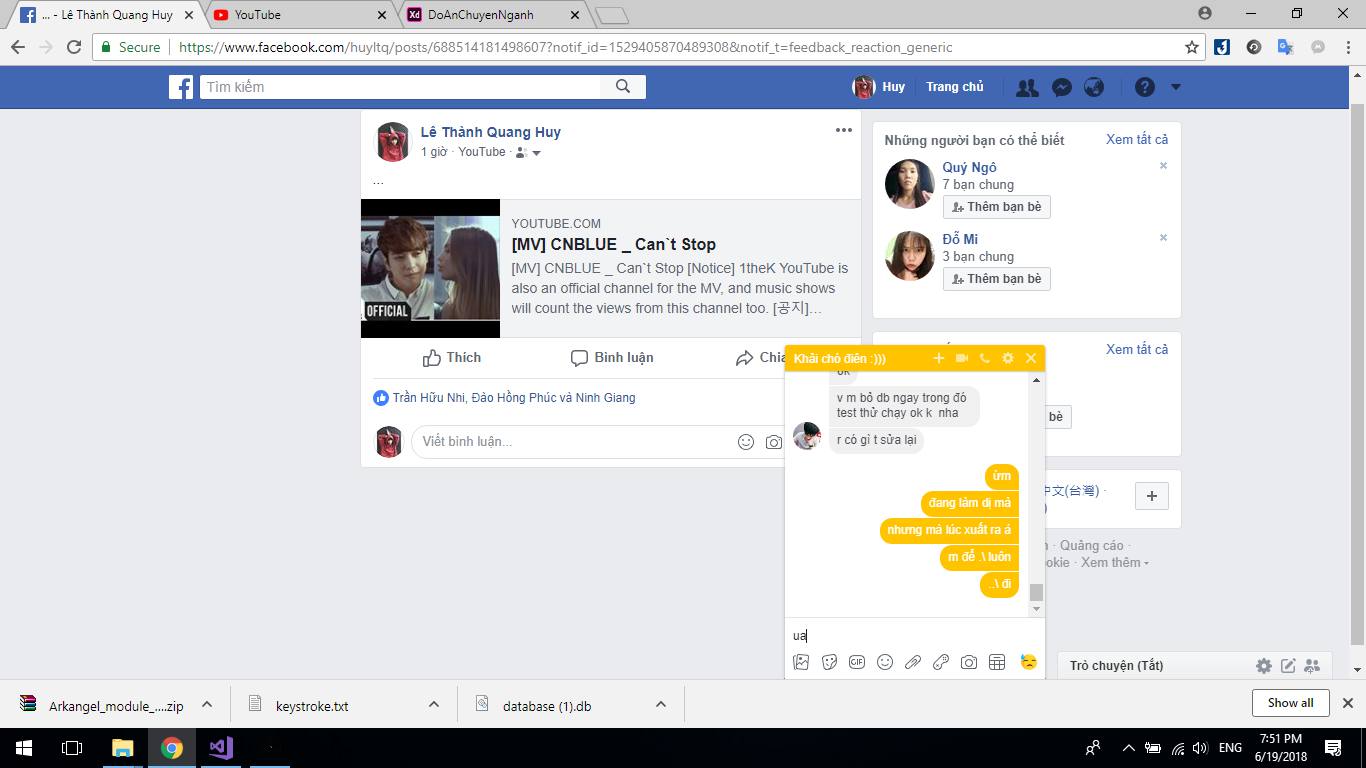 ... - Lê Thành Quang Huy
YouTube
DoAnChuyenNganh
Secure
https://www.facebook.com/huyltq/posts/688514181498607?notif_id=1529405870489308&notif_t=feedback_reaction_generic
Tìm kiếm
Huy
Trang chủ
Lê Thành Quang Huy
1 giờ · YouTube ·
...
YOUTUBE.COM
[MV] CNBLUE _ Can`t Stop
[MV] CNBLUE _ Can`t Stop [Notice] 1theK YouTube is
also an official channel for the MV, and music shows
will count the views from this channel too. [공지]...
OFFICIAL
Thích
Bình luận
Chia
Trần Hữu Nhi, Đào Hồng Phúc và Ninh Giang
Viết bình luận...
Những người bạn có thể biết
Xem tất cả
Quý Ngô
7 bạn chung
Thêm bạn bè
Đỗ Mi
3 bạn chung
Thêm bạn bè
Xem tất cả
bè
中文(台灣) ·
Quảng cáo ·
ookie · Xem thêm
Khải chó điên :)))
ok
v m bỏ db ngay trong đó
test thử chạy ok k nha
r có gì t sửa lại
ừm
đang làm dị mà
nhưng mà lúc xuất ra á
m để .\ luôn
..\ đi
ua
GIF
Trò chuyện (Tắt)
Arkangel_module_....zip
keystroke.txt
database (1).db
Show all
ENG
7:51 PM
6/19/2018